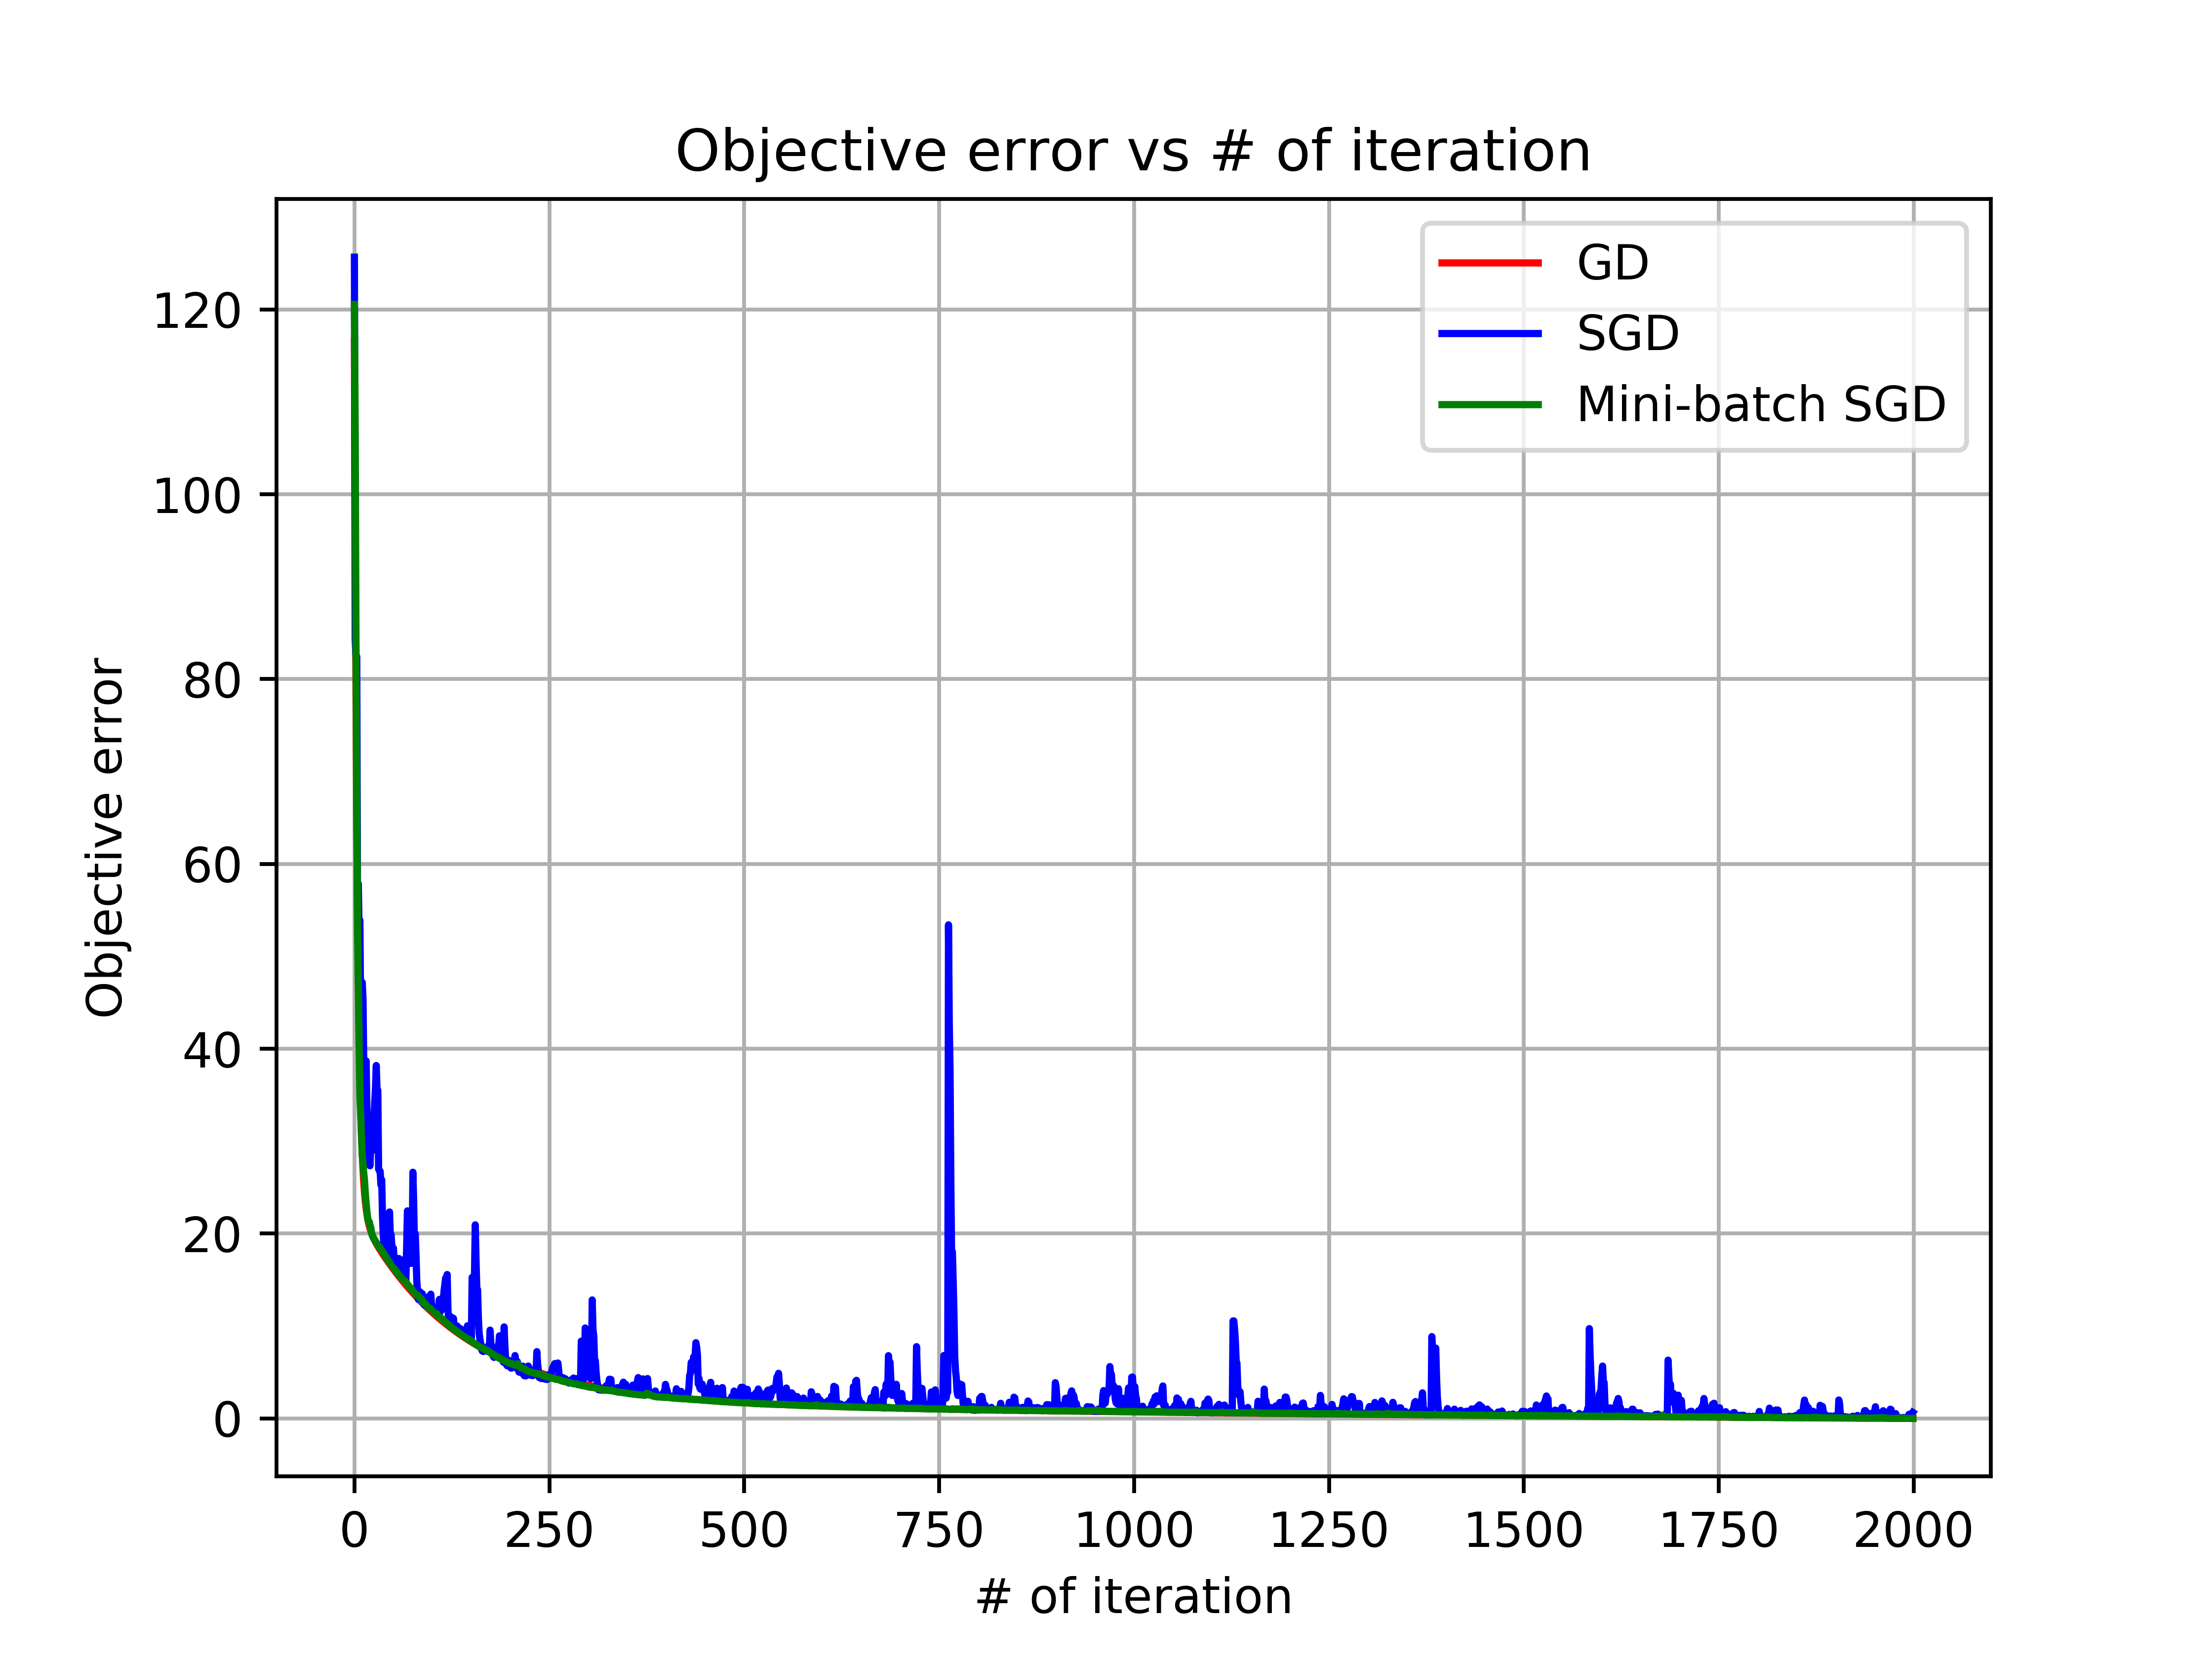 Objective error vs # of iteration
GD
SGD
Mini-batch SGD
120
100
80
60
40
20
0
Objective error
0 250 500 750 1000 1250 1500 1750 2000
# of iteration